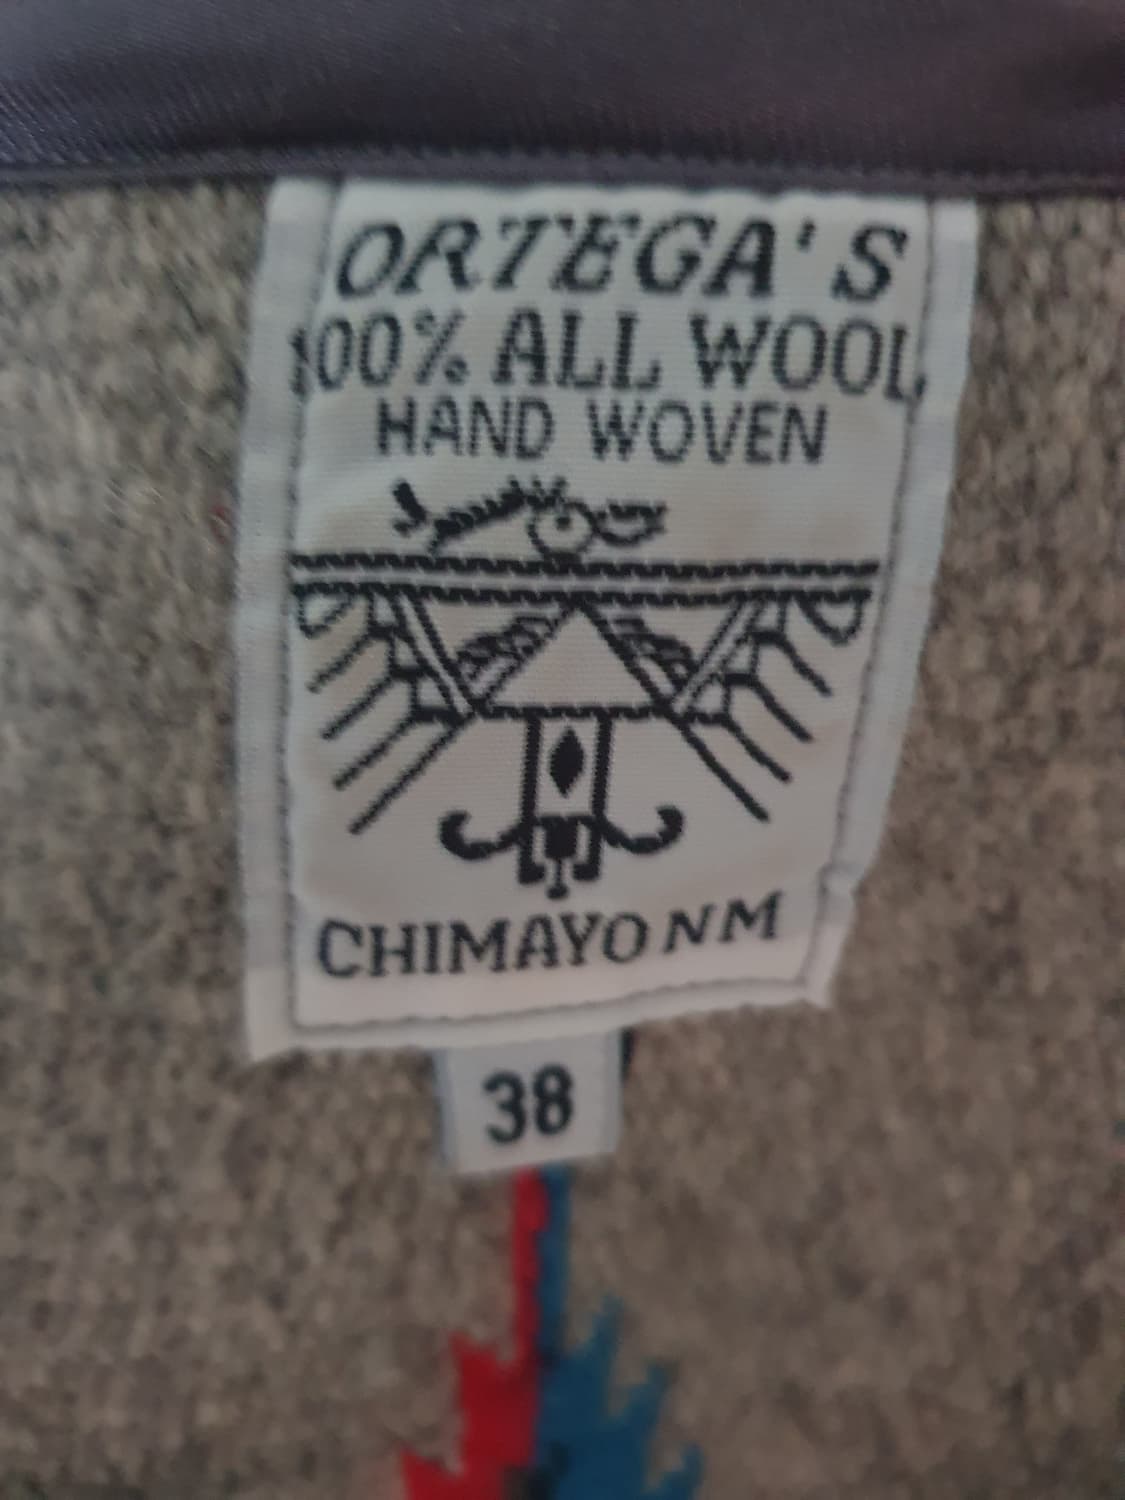 ORTEGA'S
100% ALL WOOL
HAND WOVEN
CHIMAYO NM
38